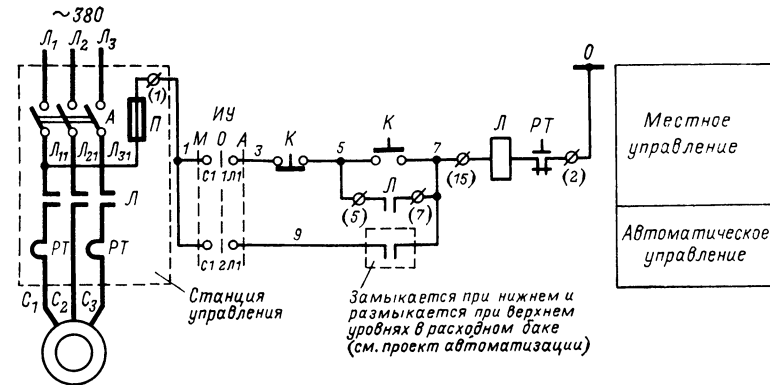 ~380
Л1 Л2 Л3
А
П
(1)
Л11 Л21 Л31
Л
РТ РТ
С1 С2 С3
Станция
управления
ИУ
1 М О А 3
С1 1Л1
С1 2Л1
К
5
К
7
Л
(5) (7)
(15)
Л
РТ
(2)
О
9
Замыкается при нижнем и
размыкается при верхнем
уровнях в расходном баке
(см. проект автоматизации)
Местное
управление
Автоматическое
управление